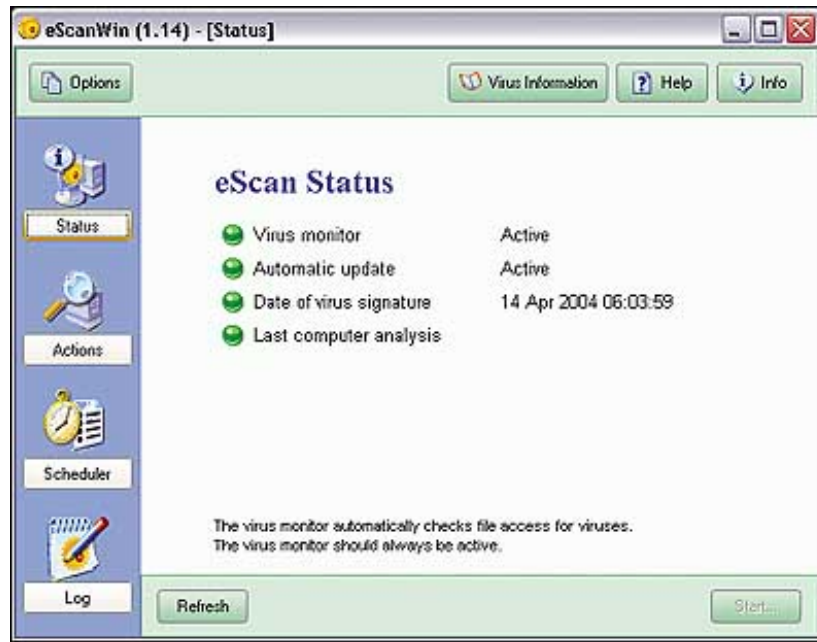 eScanWin (1.14) - [Status]
Options
Virus Information
Help
Info
Status
Actions
Scheduler
Log
eScan Status
Virus monitor Active
Automatic update Active
Date of virus signature 14 Apr 2004 06:03:59
Last computer analysis
The virus monitor automatically checks file access for viruses.
The virus monitor should always be active.
Refresh
Start...